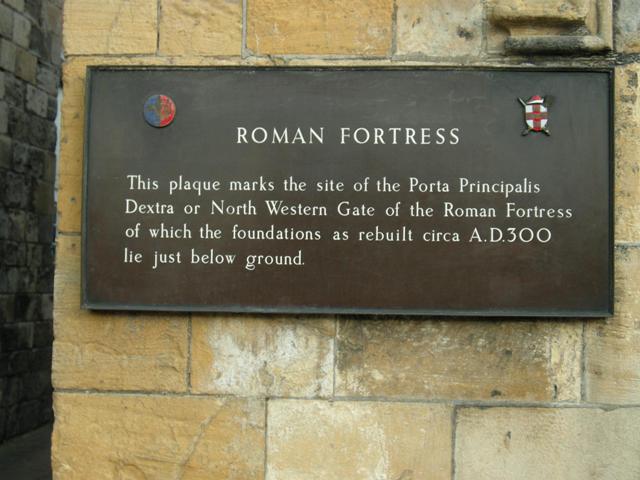 ROMAN FORTRESS
This plaque marks the site of the Porta Principalis
Dextra or North Western Gate of the Roman Fortress
of which the foundations as rebuilt circa A.D.300
lie just below ground.